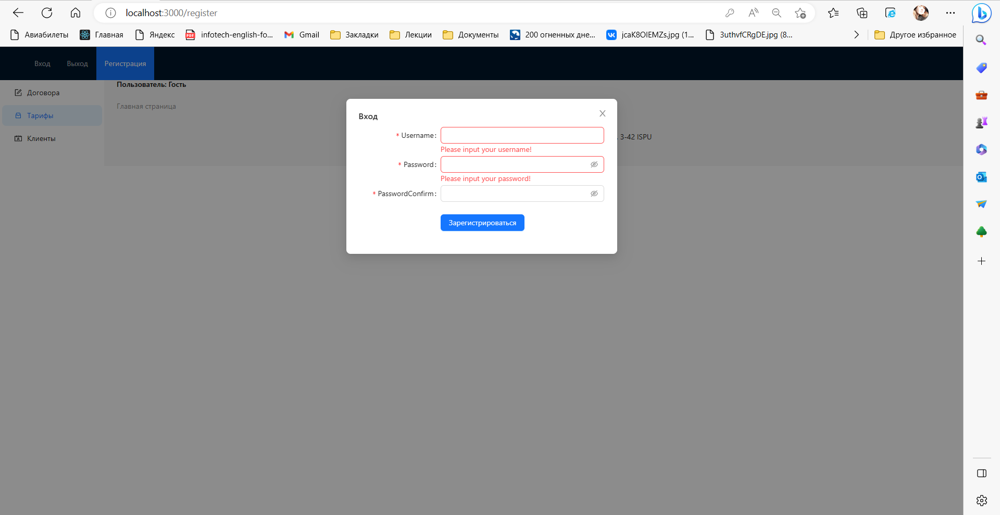 localhost:3000/register
Авиабилеты Главная Яндекс infotech-english-fo... Gmail Закладки Лекции Документы 200 огненных дне... jcaK8OIEMZs.jpg (1... 3uthvfCRgDE.jpg (8... Другое избранное
Вход Выход Регистрация
Пользователь: Гость
Договора
Главная страница
Тарифы
Клиенты
Вход
* Username:
Please input your username!
* Password:
Please input your password!
* PasswordConfirm:
Зарегистрироваться
. 3-42 ISPU